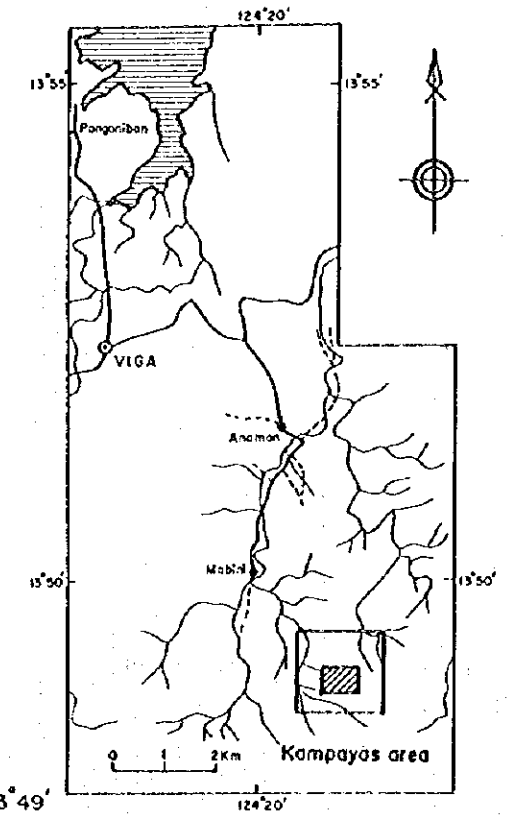 124°20'
13°55'
13°55'
Panganiban
VIGA
Anamon
Mabini
13°50'
13°50'
0 1 2Km
Kampayas area
3°49'
124°20'